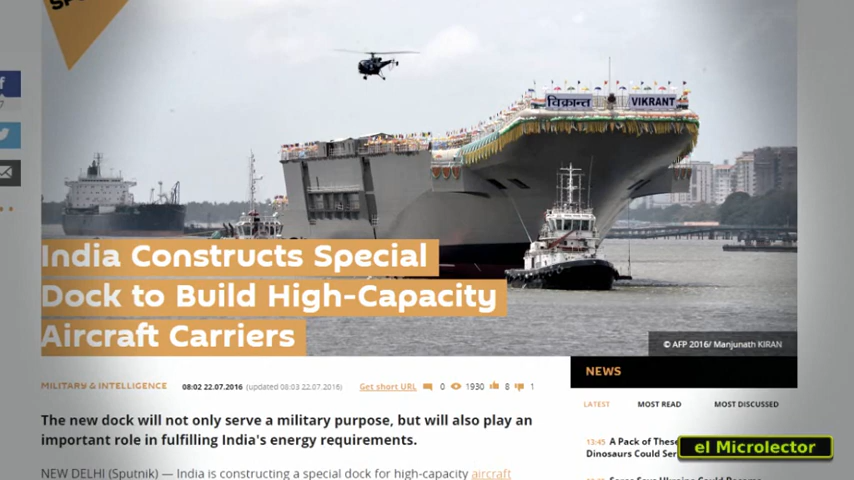 विक्रान्त
VIKRANT
India Constructs Special
Dock to Build High-Capacity
Aircraft Carriers
© AFP 2016/ Manjunath KIRAN
MILITARY & INTELLIGENCE
08:02 22.07.2016 (updated 08:03 22.07.2016)
Get short URL
0
1930
8
1
The new dock will not only serve a military purpose, but will also play an
important role in fulfilling India's energy requirements.
NEW DELHI (Sputnik) — India is constructing a special dock for high-capacity aircraft
NEWS
LATEST
MOST READ
MOST DISCUSSED
13:45 A Pack of These
Dinosaurs Could
el Microlector